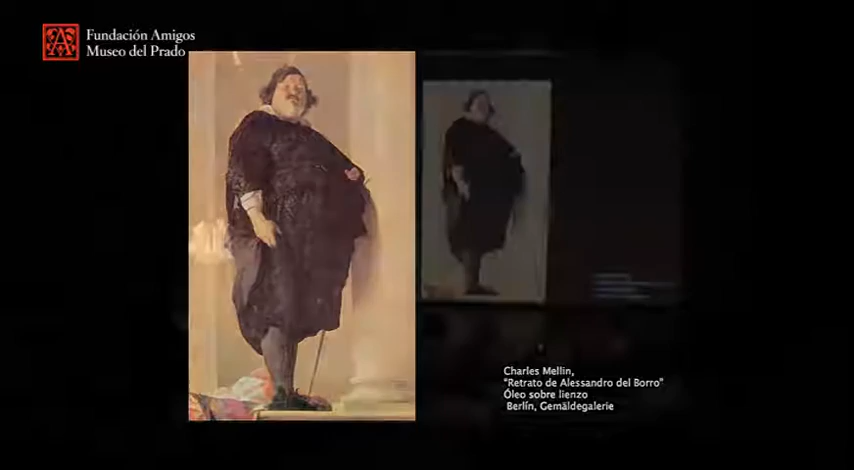 Fundación Amigos
Museo del Prado
Charles Mellin,
"Retrato de Alessandro del Borro"
Óleo sobre lienzo
Berlín, Gemäldegalerie